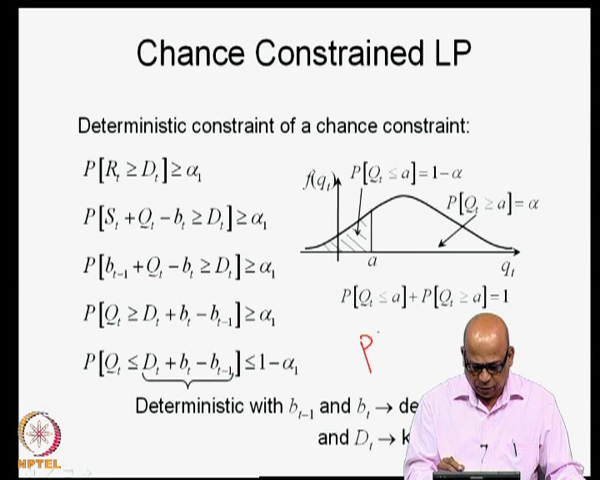 Chance Constrained LP
Deterministic constraint of a chance constraint:
P[R_t ≥ D_t] ≥ α_1
P[S_t + Q_t − b_t ≥ D_t] ≥ α_1
P[b_{t−1} + Q_t − b_t ≥ D_t] ≥ α_1
P[Q_t ≥ D_t + b_t − b_{t−1}] ≥ α_1
P[Q_t ≤ D_t + b_t − b_{t−1}] ≤ 1 − α_1
f(q_t)
P[Q_t ≤ a] = 1 − α
P[Q_t ≥ a] = α
a
q_t
P[Q_t ≤ a] + P[Q_t ≥ a] = 1
P
Deterministic with b_{t−1} and b_t → de
and D_t → k
NPTEL